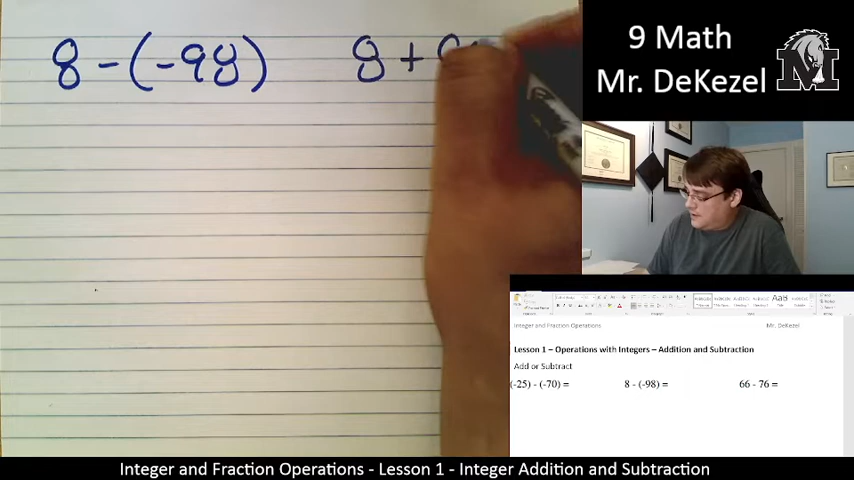 8 - (-98) 8 +
9 Math
Mr. DeKezel
M
Integer and Fraction Operations Mr. DeKezel
Lesson 1 – Operations with Integers – Addition and Subtraction
Add or Subtract
(-25) - (-70) = 8 - (-98) = 66 - 76 =
Integer and Fraction Operations - Lesson 1 - Integer Addition and Subtraction